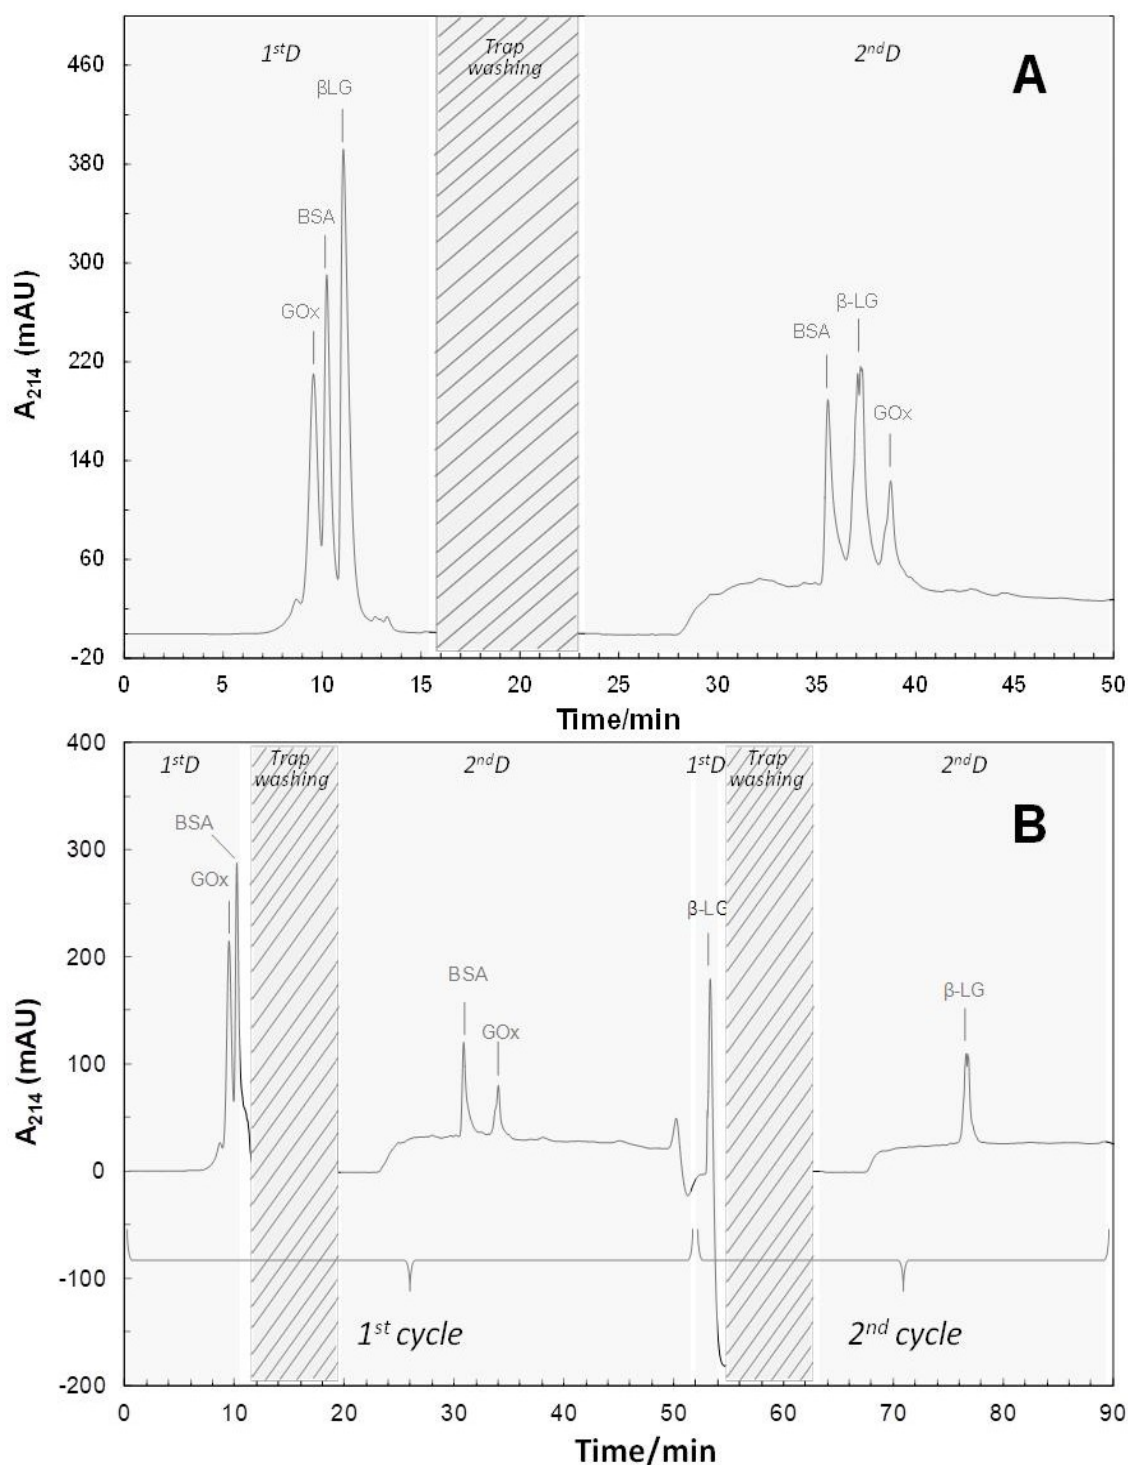 1stD
Trap
washing
2ndD
A
βLG
BSA
GOx
β-LG
BSA
GOx
460
380
300
220
140
60
-20
A214 (mAU)
0 5 10 15 20 25 30 35 40 45 50
Time/min
1stD
Trap
washing
2ndD
1stD
Trap
washing
2ndD
B
BSA
GOx
BSA
GOx
β-LG
β-LG
400
300
200
100
0
-100
-200
A214 (mAU)
1st cycle
2nd cycle
0 10 20 30 40 50 60 70 80 90
Time/min